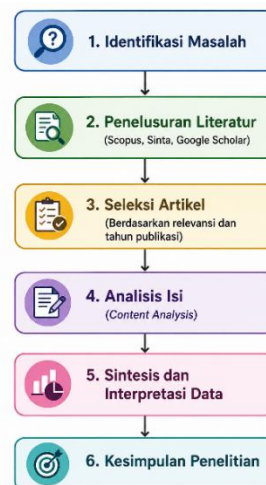 1. Identifikasi Masalah
2. Penelusuran Literatur
(Scopus, Sinta, Google Scholar)
3. Seleksi Artikel
(Berdasarkan relevansi dan
tahun publikasi)
4. Analisis Isi
(Content Analysis)
5. Sintesis dan
Interpretasi Data
6. Kesimpulan Penelitian